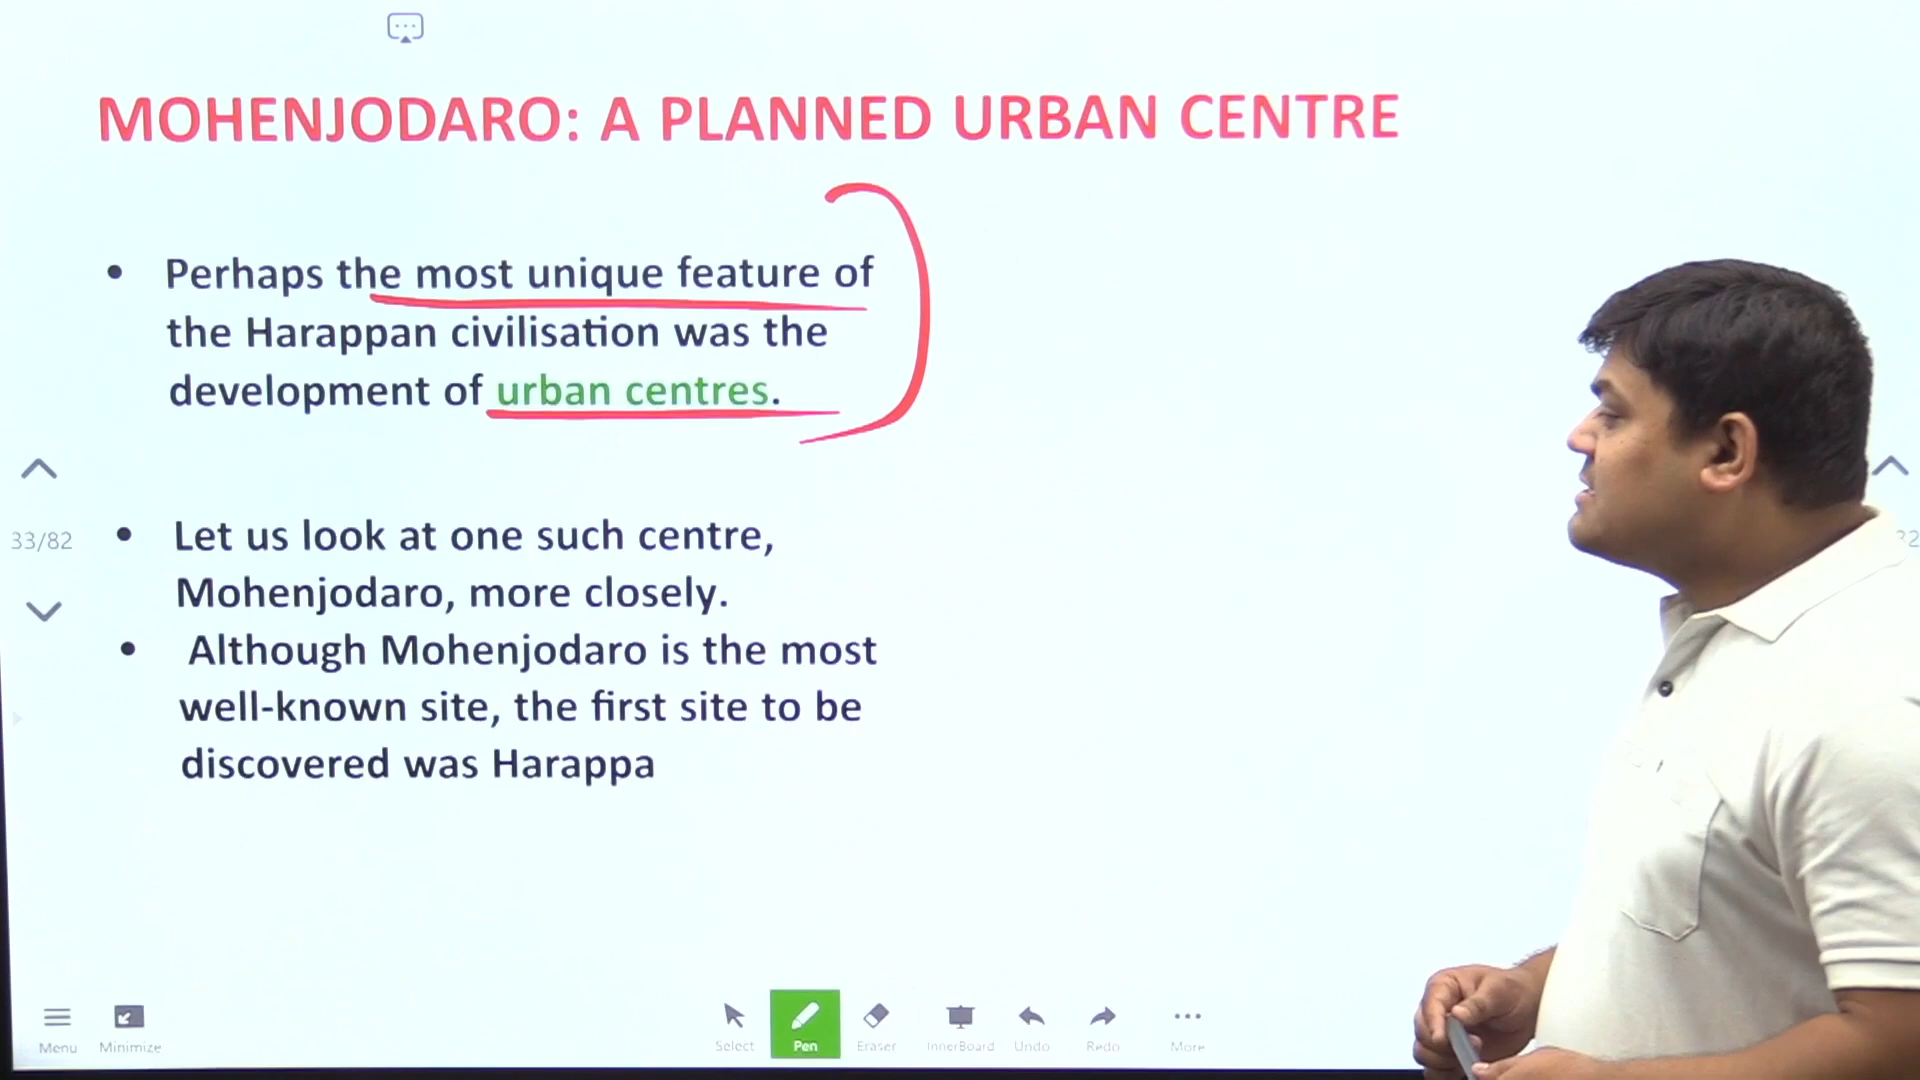 MOHENJODARO: A PLANNED URBAN CENTRE
• Perhaps the most unique feature of
the Harappan civilisation was the
development of urban centres.
• Let us look at one such centre,
Mohenjodaro, more closely.
• Although Mohenjodaro is the most
well-known site, the first site to be
discovered was Harappa
33/82
32
Menu
Minimize
Select
Pen
Eraser
InnerBoard
Undo
Redo
More